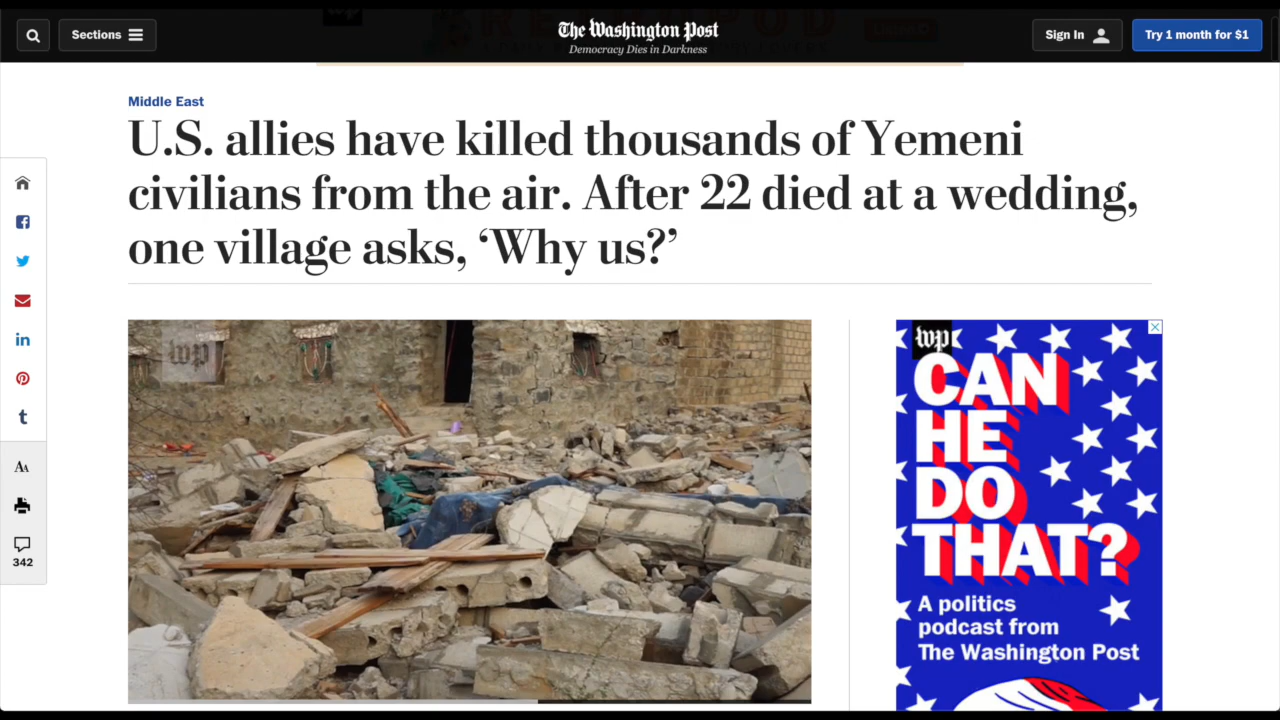 Sections
The Washington Post
Democracy Dies in Darkness
Sign In
Try 1 month for $1
Middle East
U.S. allies have killed thousands of Yemeni
civilians from the air. After 22 died at a wedding,
one village asks, ‘Why us?’
AA
342
wp
wp
CAN
HE
DO
THAT?
A politics
podcast from
The Washington Post